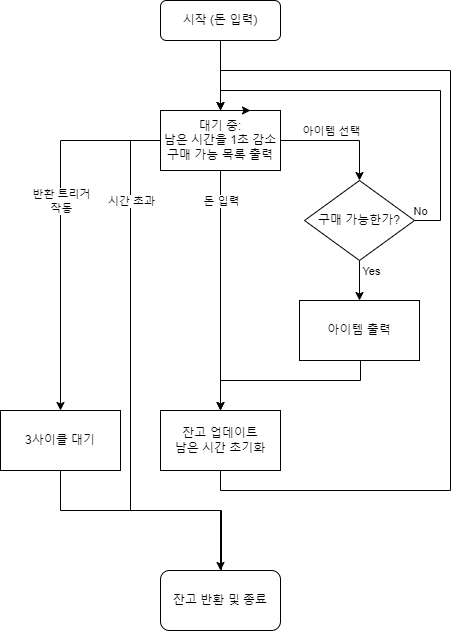 시작 (돈 입력)
대기 중:
남은 시간을 1초 감소
구매 가능 목록 출력
아이템 선택
반환 트리거
작동
시간 초과
돈 입력
구매 가능한가?
No
Yes
아이템 출력
3사이클 대기
잔고 업데이트
남은 시간 초기화
잔고 반환 및 종료